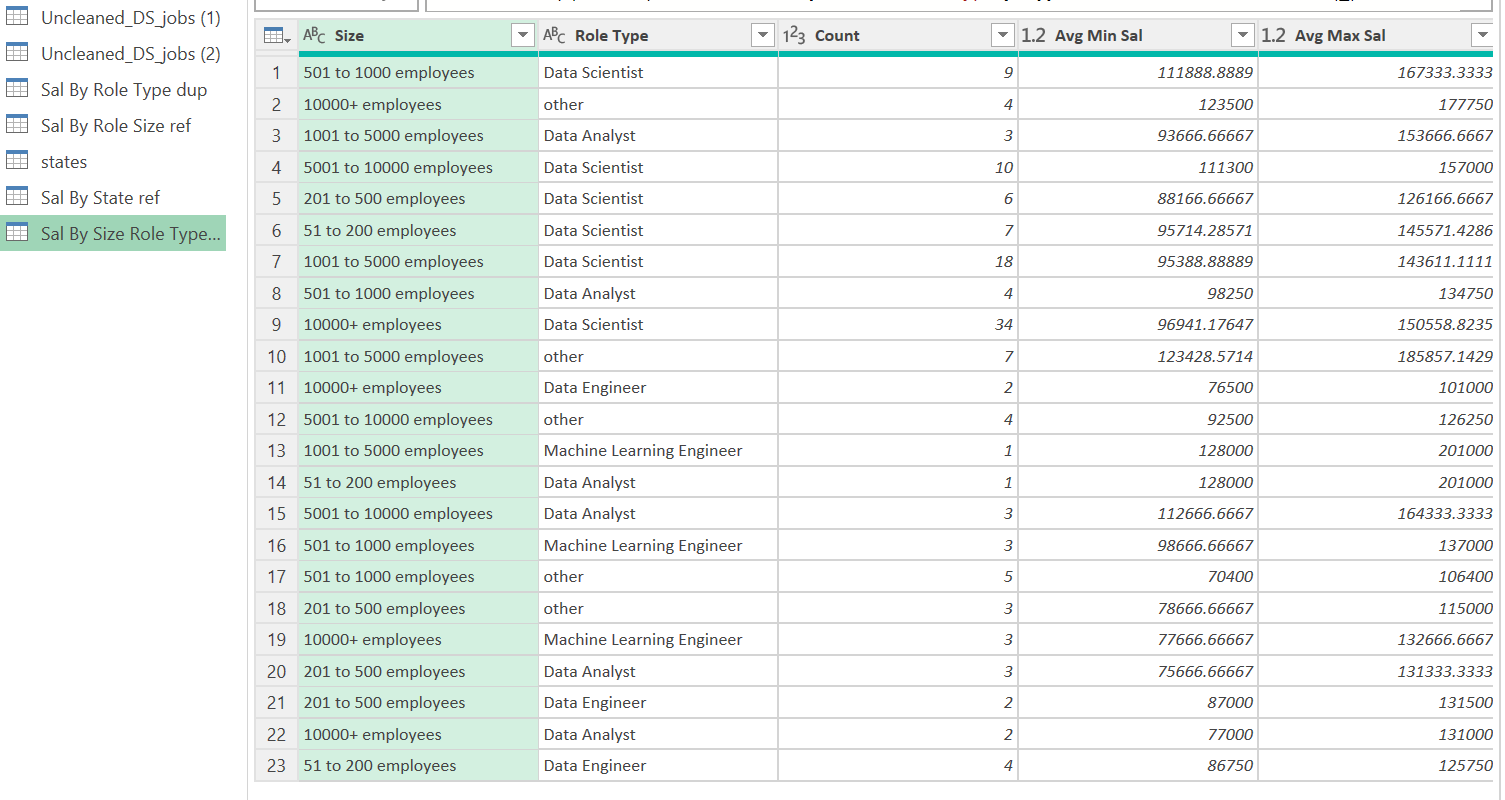 Uncleaned_DS_jobs (1)
Uncleaned_DS_jobs (2)
Sal By Role Type dup
Sal By Role Size ref
states
Sal By State ref
Sal By Size Role Type...
ABC Size ABC Role Type 123 Count 1.2 Avg Min Sal 1.2 Avg Max Sal
1 501 to 1000 employees Data Scientist 9 111888.8889 167333.3333
2 10000+ employees other 4 123500 177750
3 1001 to 5000 employees Data Analyst 3 93666.66667 153666.6667
4 5001 to 10000 employees Data Scientist 10 111300 157000
5 201 to 500 employees Data Scientist 6 88166.66667 126166.6667
6 51 to 200 employees Data Scientist 7 95714.28571 145571.4286
7 1001 to 5000 employees Data Scientist 18 95388.88889 143611.1111
8 501 to 1000 employees Data Analyst 4 98250 134750
9 10000+ employees Data Scientist 34 96941.17647 150558.8235
10 1001 to 5000 employees other 7 123428.5714 185857.1429
11 10000+ employees Data Engineer 2 76500 101000
12 5001 to 10000 employees other 4 92500 126250
13 1001 to 5000 employees Machine Learning Engineer 1 128000 201000
14 51 to 200 employees Data Analyst 1 128000 201000
15 5001 to 10000 employees Data Analyst 3 112666.6667 164333.3333
16 501 to 1000 employees Machine Learning Engineer 3 98666.66667 137000
17 501 to 1000 employees other 5 70400 106400
18 201 to 500 employees other 3 78666.66667 115000
19 10000+ employees Machine Learning Engineer 3 77666.66667 132666.6667
20 201 to 500 employees Data Analyst 3 75666.66667 131333.3333
21 201 to 500 employees Data Engineer 2 87000 131500
22 10000+ employees Data Analyst 2 77000 131000
23 51 to 200 employees Data Engineer 4 86750 125750